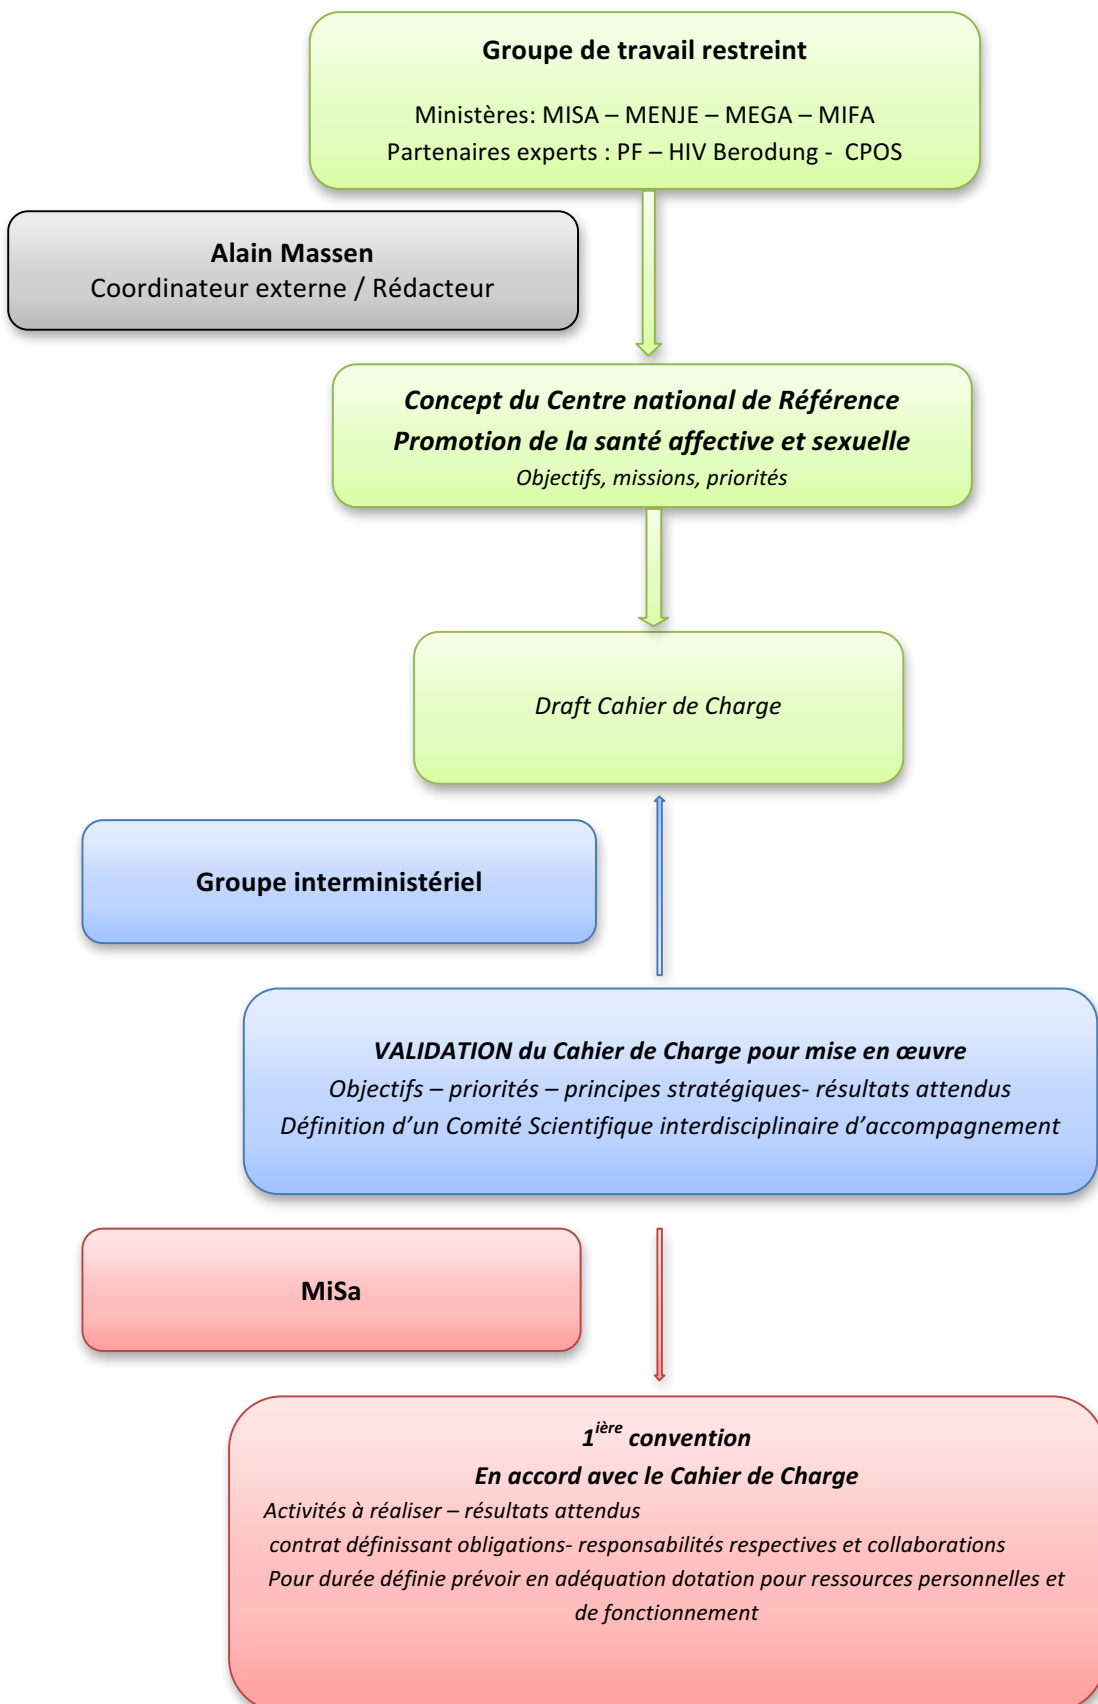 Groupe de travail restreint
Ministères: MISA – MENJE – MEGA – MIFA
Partenaires experts : PF – HIV Berodung - CPOS
Alain Massen
Coordinateur externe / Rédacteur
Concept du Centre national de Référence
Promotion de la santé affective et sexuelle
Objectifs, missions, priorités
Draft Cahier de Charge
Groupe interministériel
VALIDATION du Cahier de Charge pour mise en œuvre
Objectifs – priorités – principes stratégiques- résultats attendus
Définition d’un Comité Scientifique interdisciplinaire d’accompagnement
MiSa
1ière convention
En accord avec le Cahier de Charge
Activités à réaliser – résultats attendus
contrat définissant obligations- responsabilités respectives et collaborations
Pour durée définie prévoir en adéquation dotation pour ressources personnelles et
de fonctionnement